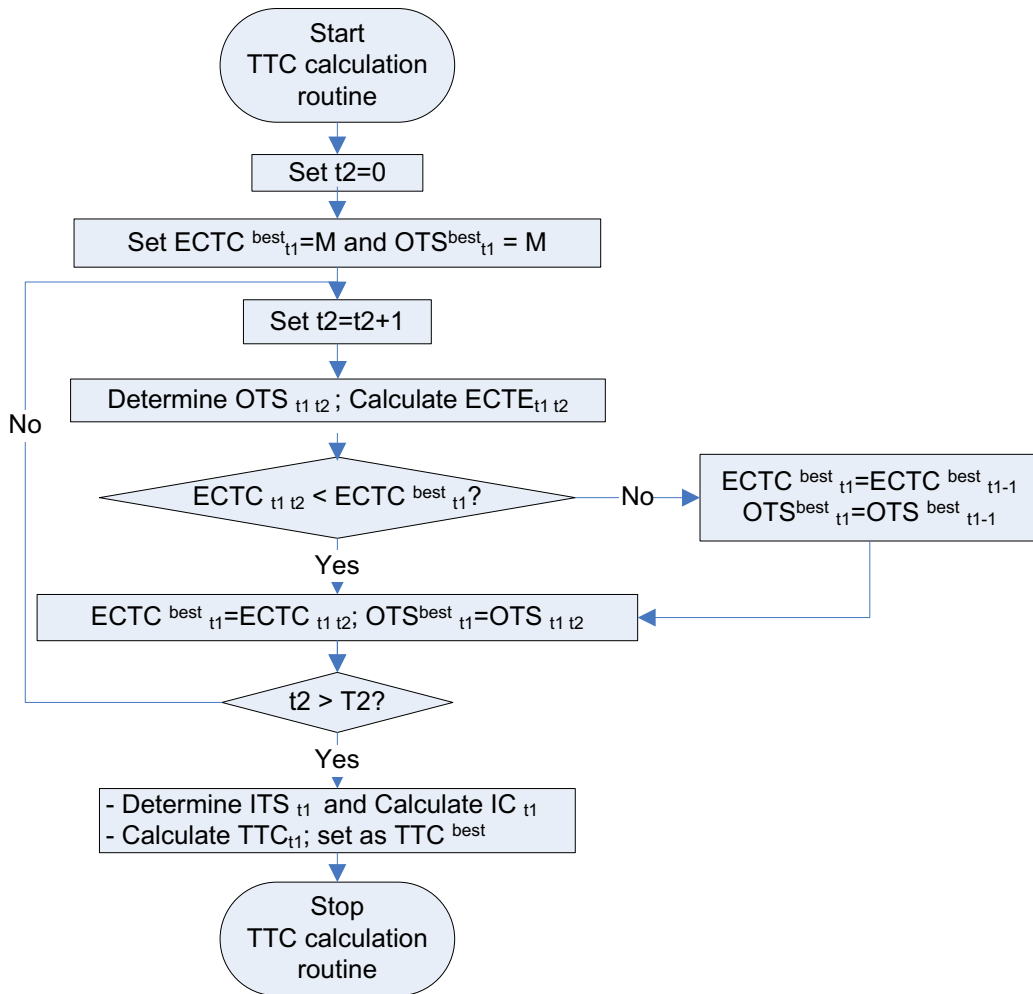 Start
TTC calculation
routine
Set t2=0
Set ECTC best t1=M and OTSbest t1 = M
Set t2=t2+1
Determine OTS t1 t2; Calculate ECTEt1 t2
No
ECTC t1 t2 < ECTC best t1?
No
ECTC best t1=ECTC best t1-1
OTSbest t1=OTS best t1-1
Yes
ECTC best t1=ECTC t1 t2; OTSbest t1=OTS t1 t2
t2 > T2?
Yes
- Determine ITS t1 and Calculate IC t1
- Calculate TTCt1; set as TTC best
Stop
TTC calculation
routine